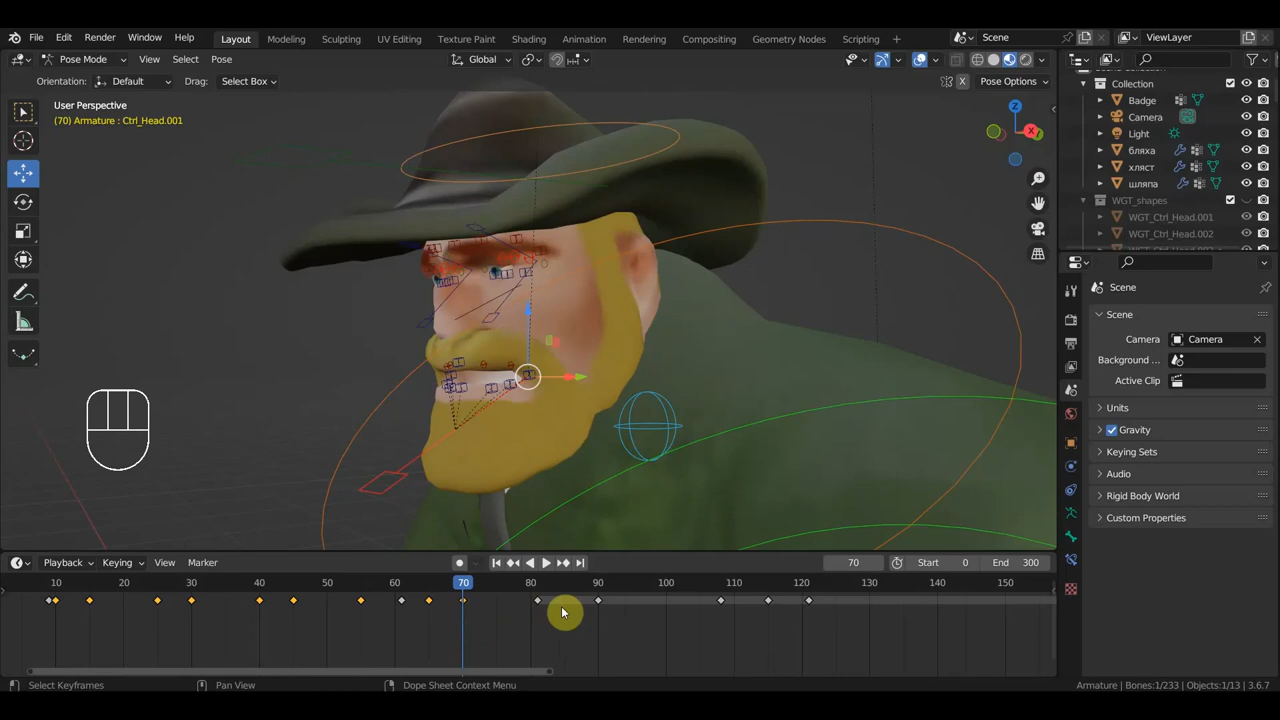 File Edit Render Window Help Layout Modeling Sculpting UV Editing Texture Paint Shading Animation Rendering Compositing Geometry Nodes Scripting Scene ViewLayer
Pose Mode View Select Pose Global
Orientation: Default Drag: Select Box X Pose Options
User Perspective
(70) Armature : Ctrl_Head.001
Z
X
Collection
Badge
Camera
Light
бляха
хляст
шляпа
WGT_shapes
WGT_Ctrl_Head.001
WGT_Ctrl_Head.002
Scene
Scene
Camera Camera
Background ...
Active Clip
Units
Gravity
Keying Sets
Audio
Rigid Body World
Custom Properties
Playback Keying View Marker 70 Start 0 End 300
10 20 30 40 50 60 70 80 90 100 110 120 130 140 150
Select Keyframes Pan View Dope Sheet Context Menu Armature | Bones:1/233 | Objects:1/13 | 3.6.7